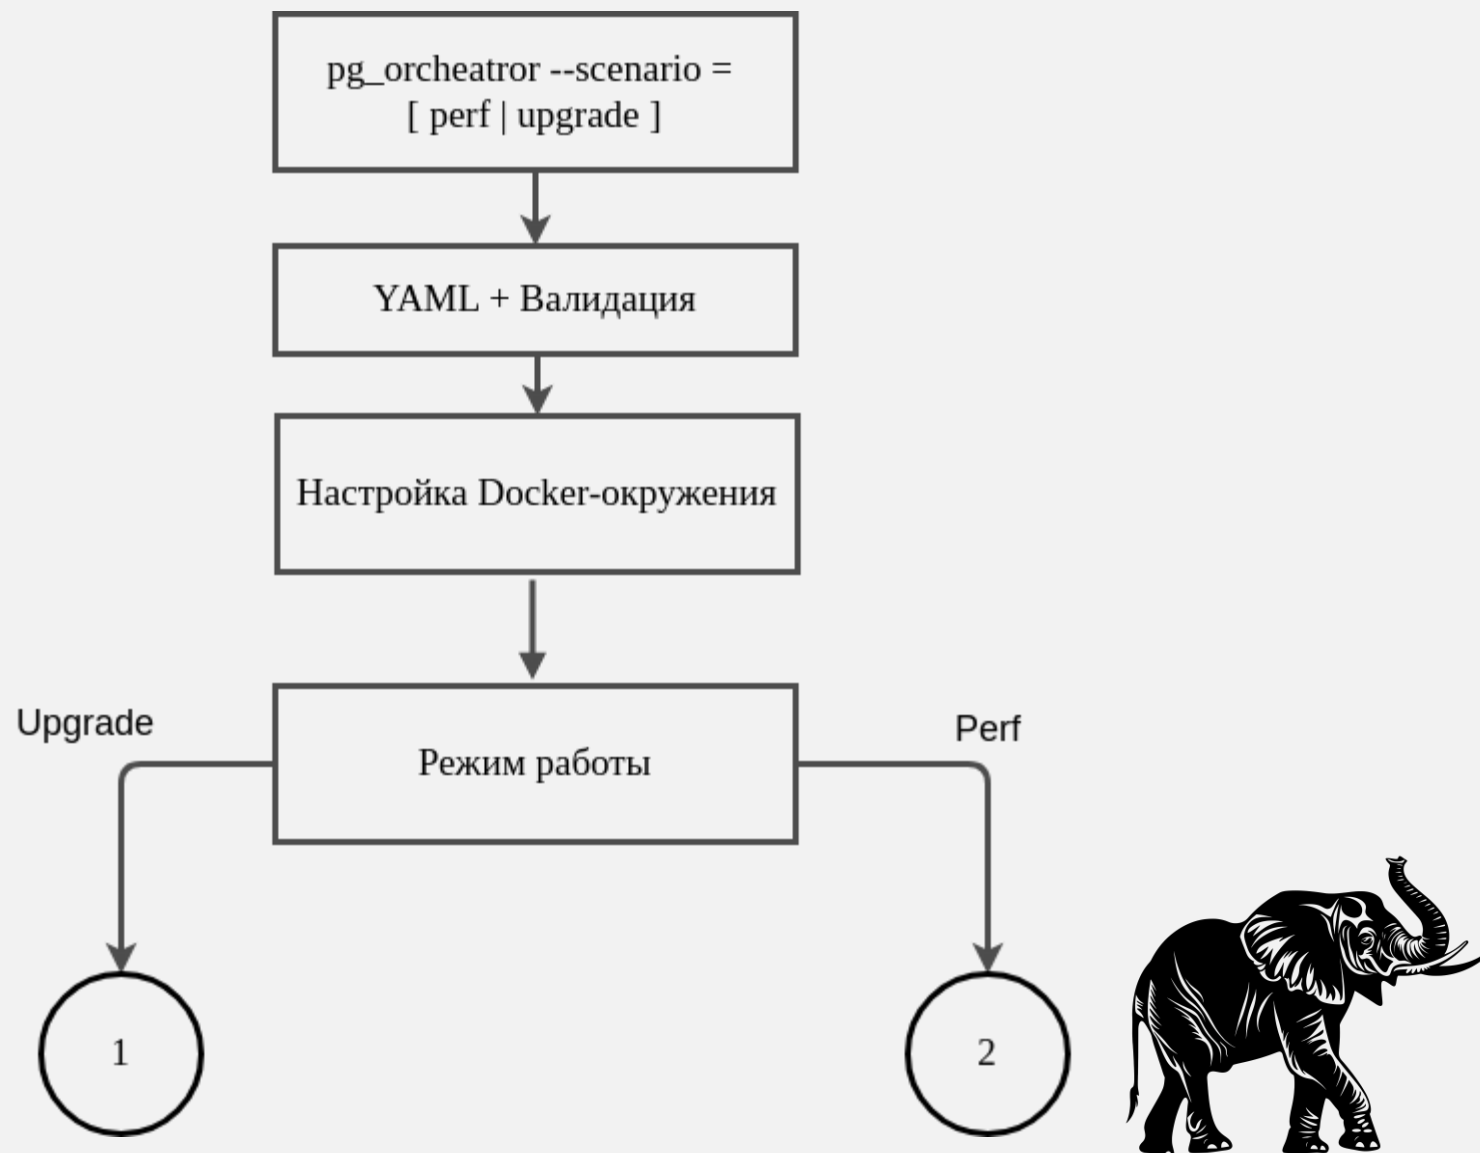 pg_orcheatror --scenario =
[ perf | upgrade ]
YAML + Валидация
Настройка Docker-окружения
Режим работы
Upgrade
Perf
1
2